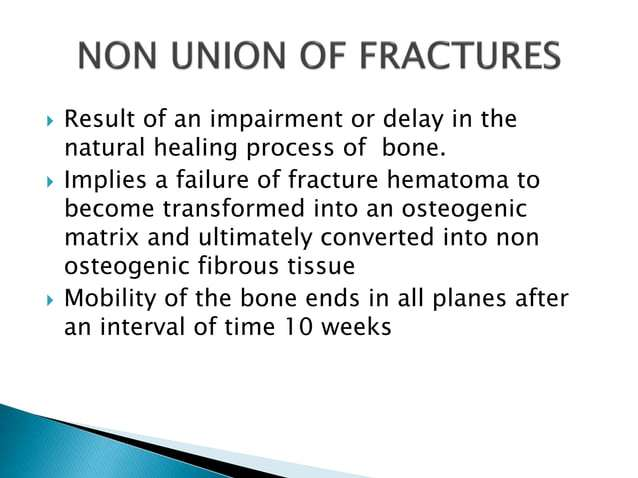 NON UNION OF FRACTURES
Result of an impairment or delay in the
natural healing process of  bone.
Implies a failure of fracture hematoma to
become transformed into an osteogenic
matrix and ultimately converted into non
osteogenic fibrous tissue
Mobility of the bone ends in all planes after
an interval of time 10 weeks